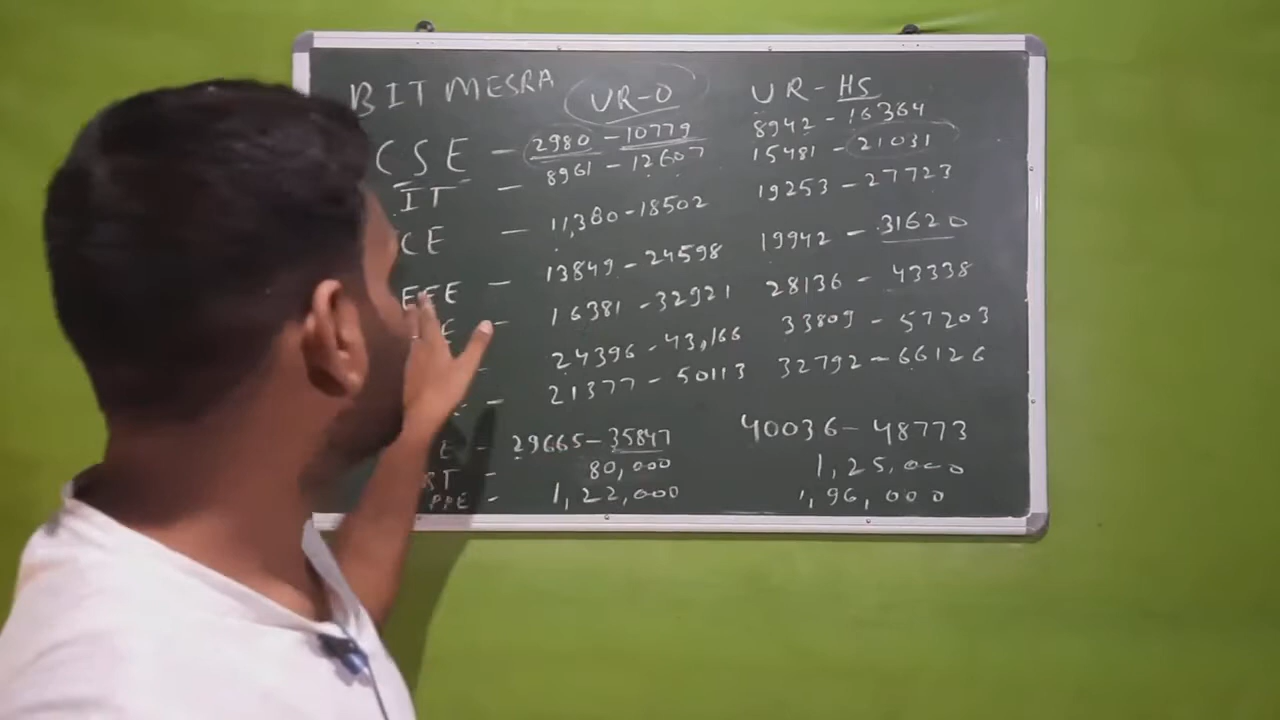 BIT MESRA UR-O UR-HS
CSE - 2980 - 10779 8942 - 16364
IT - 8961 - 12607 15481 - 21031
CE - 11,380 - 18502 19253 - 27723
EEE - 13849 - 24598 19942 - 31620
E - 16381 - 32921 28136 - 43338
- 24396 - 43,166 33809 - 57203
- 21377 - 50113 32792 - 66126
E - 29665 - 35847 40036 - 48773
BT - 80,000 1,25,000
PPE - 1,22,000 1,96,000